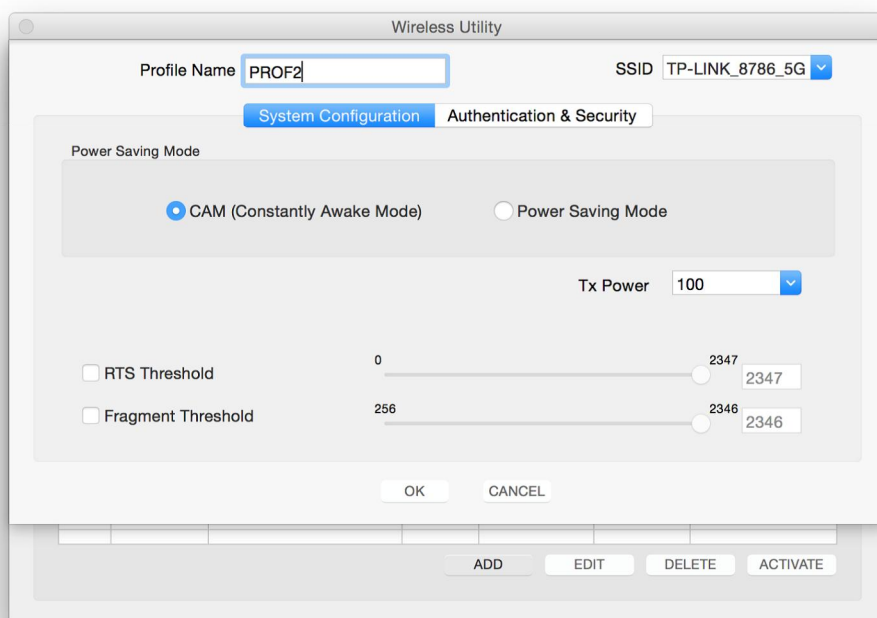 Wireless Utility
Profile Name PROF2 SSID TP-LINK_8786_5G
System Configuration Authentication & Security
Power Saving Mode
CAM (Constantly Awake Mode) Power Saving Mode
Tx Power 100
0 2347
RTS Threshold 2347
256 2346
Fragment Threshold 2346
OK CANCEL
ADD EDIT DELETE ACTIVATE